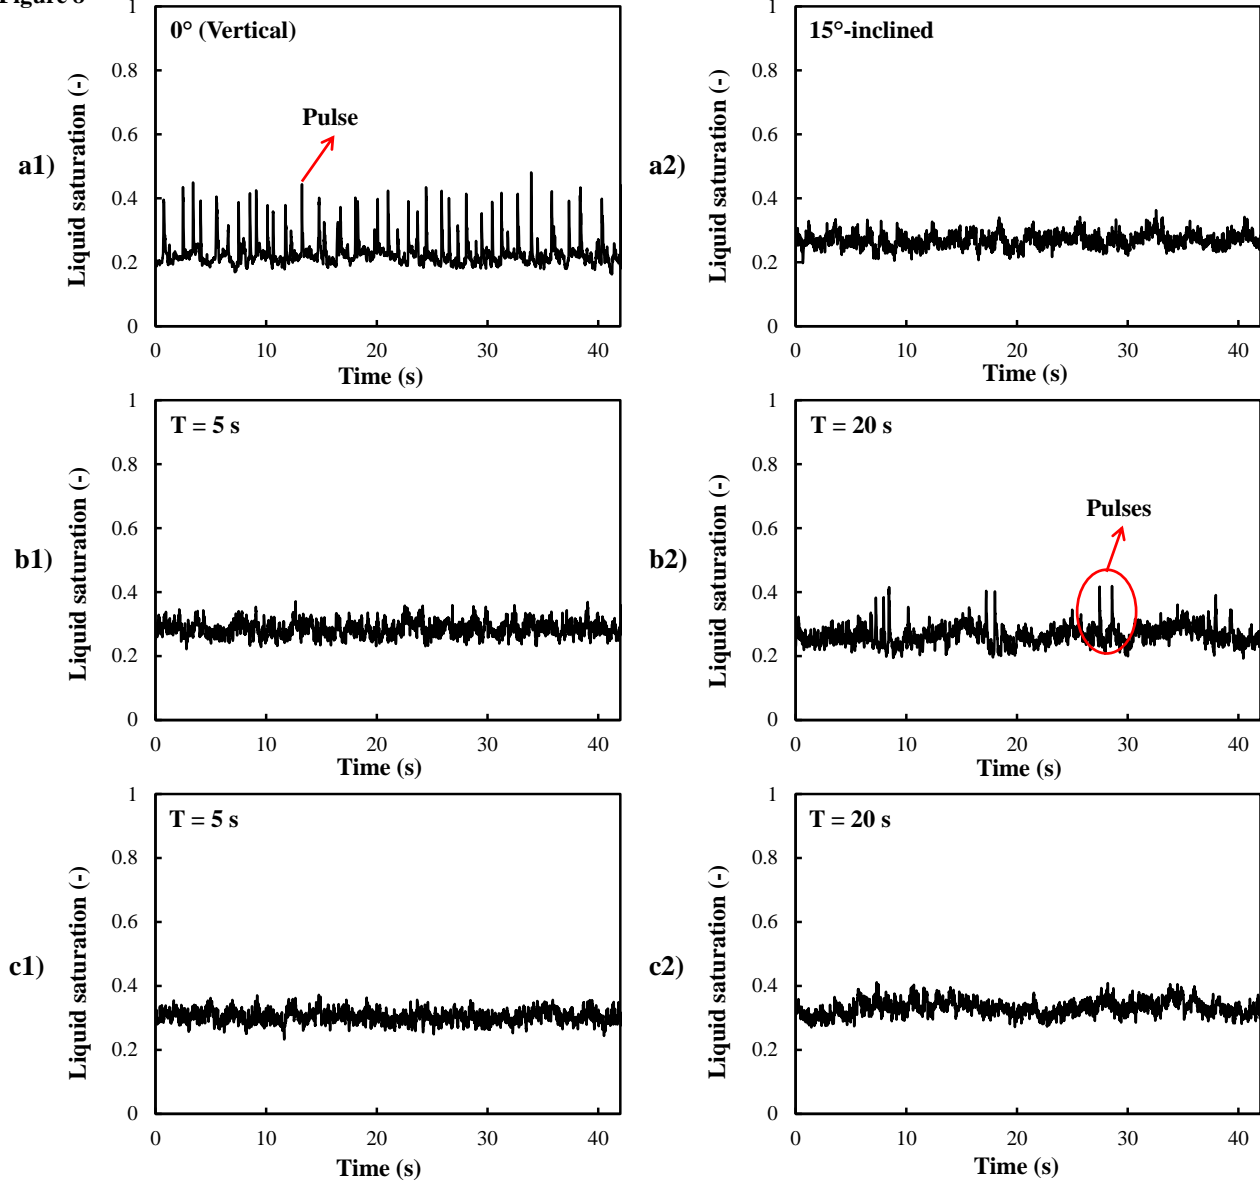 1
0° (Vertical)
0.8
Pulse
0.6
a1)
Liquid saturation (-)
0.4
0.2
0
0 10 20 30 40
Time (s)
1
15°-inclined
0.8
0.6
a2)
Liquid saturation (-)
0.4
0.2
0
0 10 20 30 40
Time (s)
1
T = 5 s
0.8
0.6
b1)
Liquid saturation (-)
0.4
0.2
0
0 10 20 30 40
Time (s)
1
T = 20 s
0.8
Pulses
0.6
b2)
Liquid saturation (-)
0.4
0.2
0
0 10 20 30 40
Time (s)
1
T = 5 s
0.8
0.6
c1)
Liquid saturation (-)
0.4
0.2
0
0 10 20 30 40
Time (s)
1
T = 20 s
0.8
0.6
c2)
Liquid saturation (-)
0.4
0.2
0
0 10 20 30 40
Time (s)